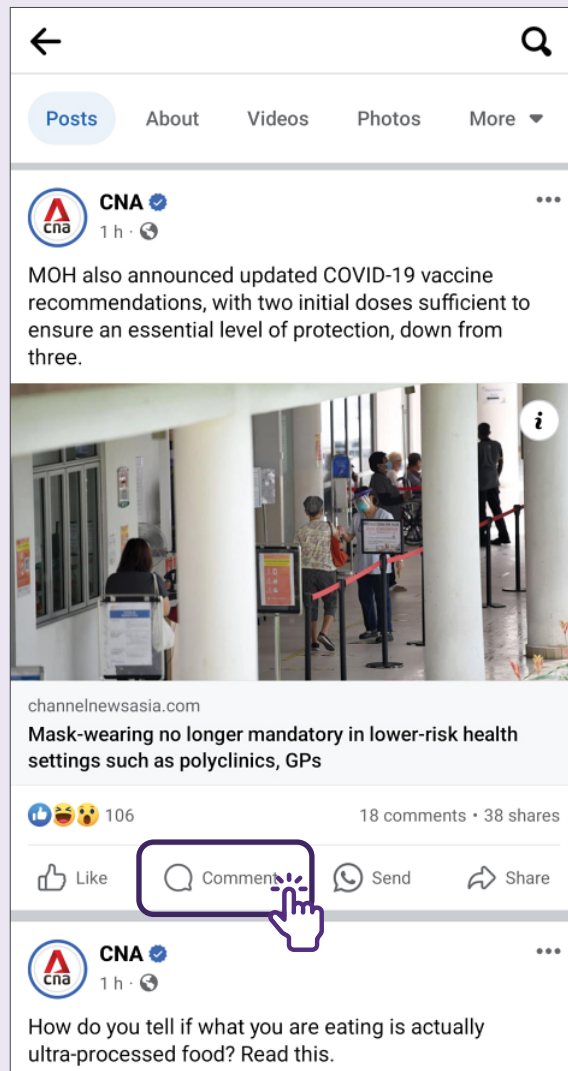 Posts About Videos Photos More
cna
CNA
1 h ·
MOH also announced updated COVID-19 vaccine
recommendations, with two initial doses sufficient to
ensure an essential level of protection, down from
three.
i
channelnewsasia.com
Mask-wearing no longer mandatory in lower-risk health
settings such as polyclinics, GPs
106 18 comments • 38 shares
Like Comment Send Share
cna
CNA
1 h ·
How do you tell if what you are eating is actually
ultra-processed food? Read this.